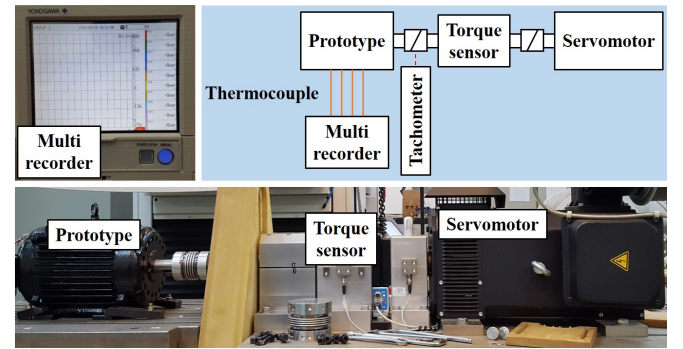 YOKOGAWA
Multi
recorder
Prototype
Torque
sensor
Servomotor
Thermocouple
Tachometer
Multi
recorder
Prototype
Torque
sensor
Servomotor